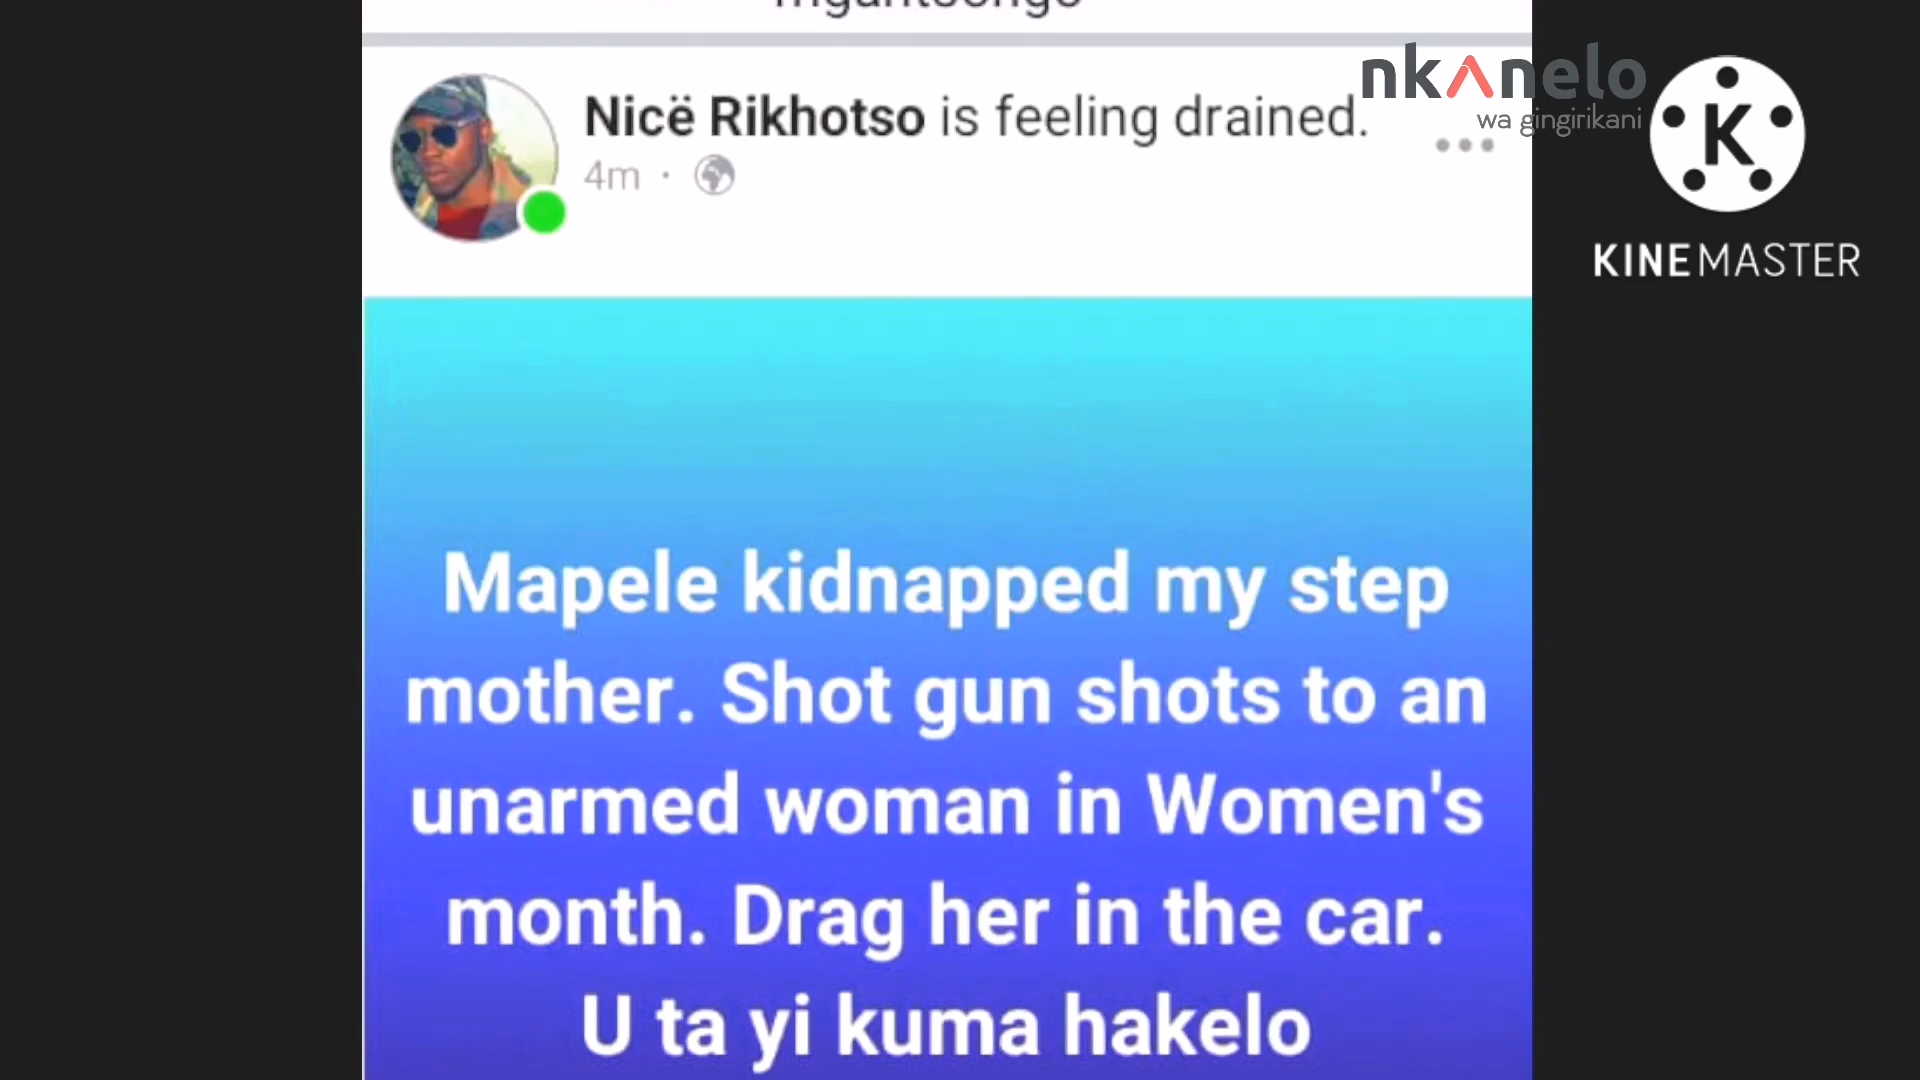 Nicë Rikhotso is feeling drained.
4m ·
nkanelo
wa gingirikani
K
KINEMASTER
Mapele kidnapped my step
mother. Shot gun shots to an
unarmed woman in Women's
month. Drag her in the car.
U ta yi kuma hakelo